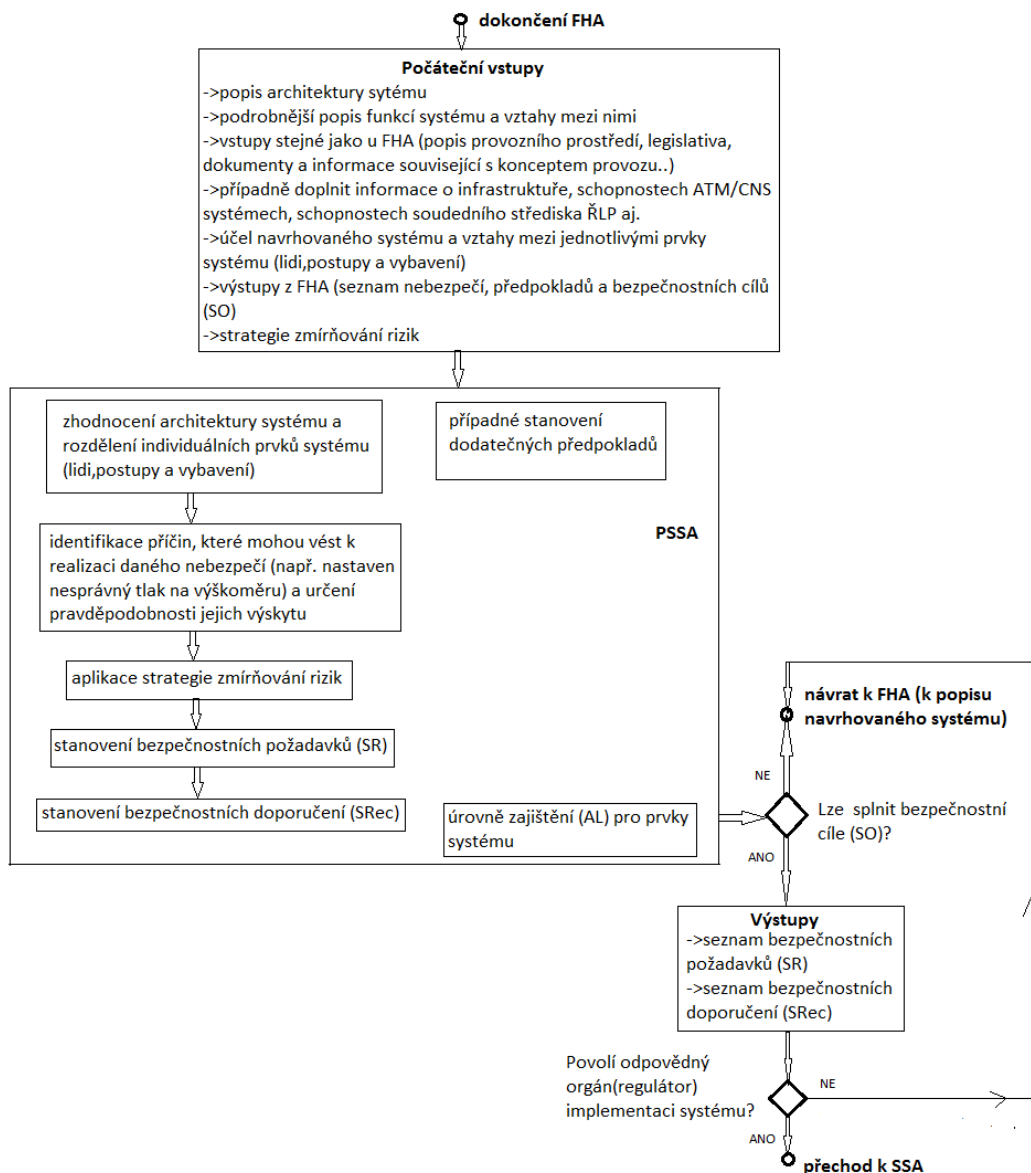 dokončení FHA
Počáteční vstupy
->popis architektury sytému
->podrobnější popis funkcí systému a vztahy mezi nimi
->vstupy stejné jako u FHA (popis provozního prostředí, legislativa,
dokumenty a informace související s konceptem provozu..)
->případně doplnit informace o infrastruktuře, schopnostech ATM/CNS
systémech, schopnostech soudedního střediska ŘLP aj.
->účel navrhovaného systému a vztahy mezi jednotlivými prvky
systému (lidi,postupy a vybavení)
->výstupy z FHA (seznam nebezpečí, předpokladů a bezpečnostních cílů
(SO)
->strategie zmírňování rizik
zhodnocení architektury systému a
rozdělení individuálních prvků systému
(lidi,postupy a vybavení)
případné stanovení
dodatečných předpokladů
identifikace příčin, které mohou vést k
realizaci daného nebezpečí (např. nastaven
nesprávný tlak na výškoměru) a určení
pravděpodobnosti jejich výskytu
PSSA
aplikace strategie zmírňování rizik
stanovení bezpečnostních požadavků (SR)
stanovení bezpečnostních doporučení (SRec)
úrovně zajištění (AL) pro prvky
systému
návrat k FHA (k popisu
navrhovaného systému)
NE
Lze  splnit bezpečnostní
cíle (SO)?
ANO
Výstupy
->seznam bezpečnostních
požadavků (SR)
->seznam bezpečnostních
doporučení (SRec)
Povolí odpovědný
orgán(regulátor)
implementaci systému?
NE
ANO
přechod k SSA